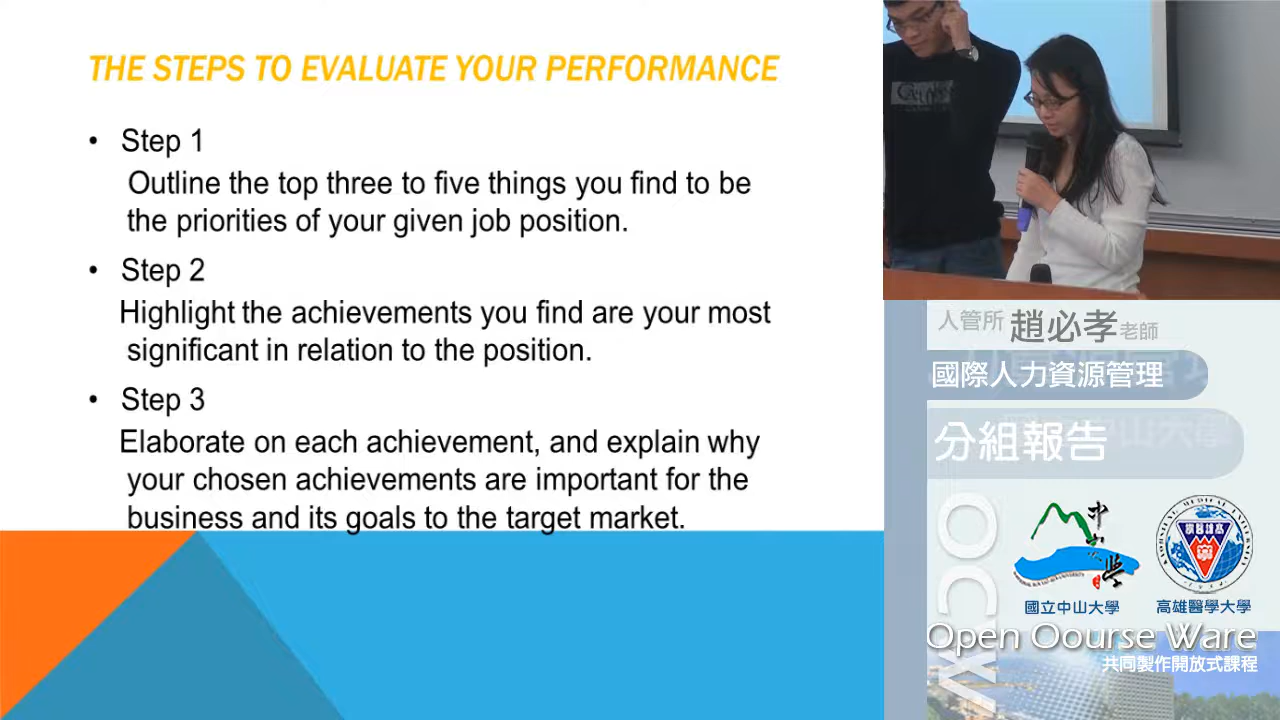 THE STEPS TO EVALUATE YOUR PERFORMANCE
• Step 1
Outline the top three to five things you find to be
the priorities of your given job position.
• Step 2
Highlight the achievements you find are your most
significant in relation to the position.
• Step 3
Elaborate on each achievement, and explain why
your chosen achievements are important for the
business and its goals to the target market.
人管所 趙必孝老師
國際人力資源管理
分組報告
OCW
中山大學
國立中山大學
高雄醫學大學
Open Oourse Ware
共同製作開放式課程